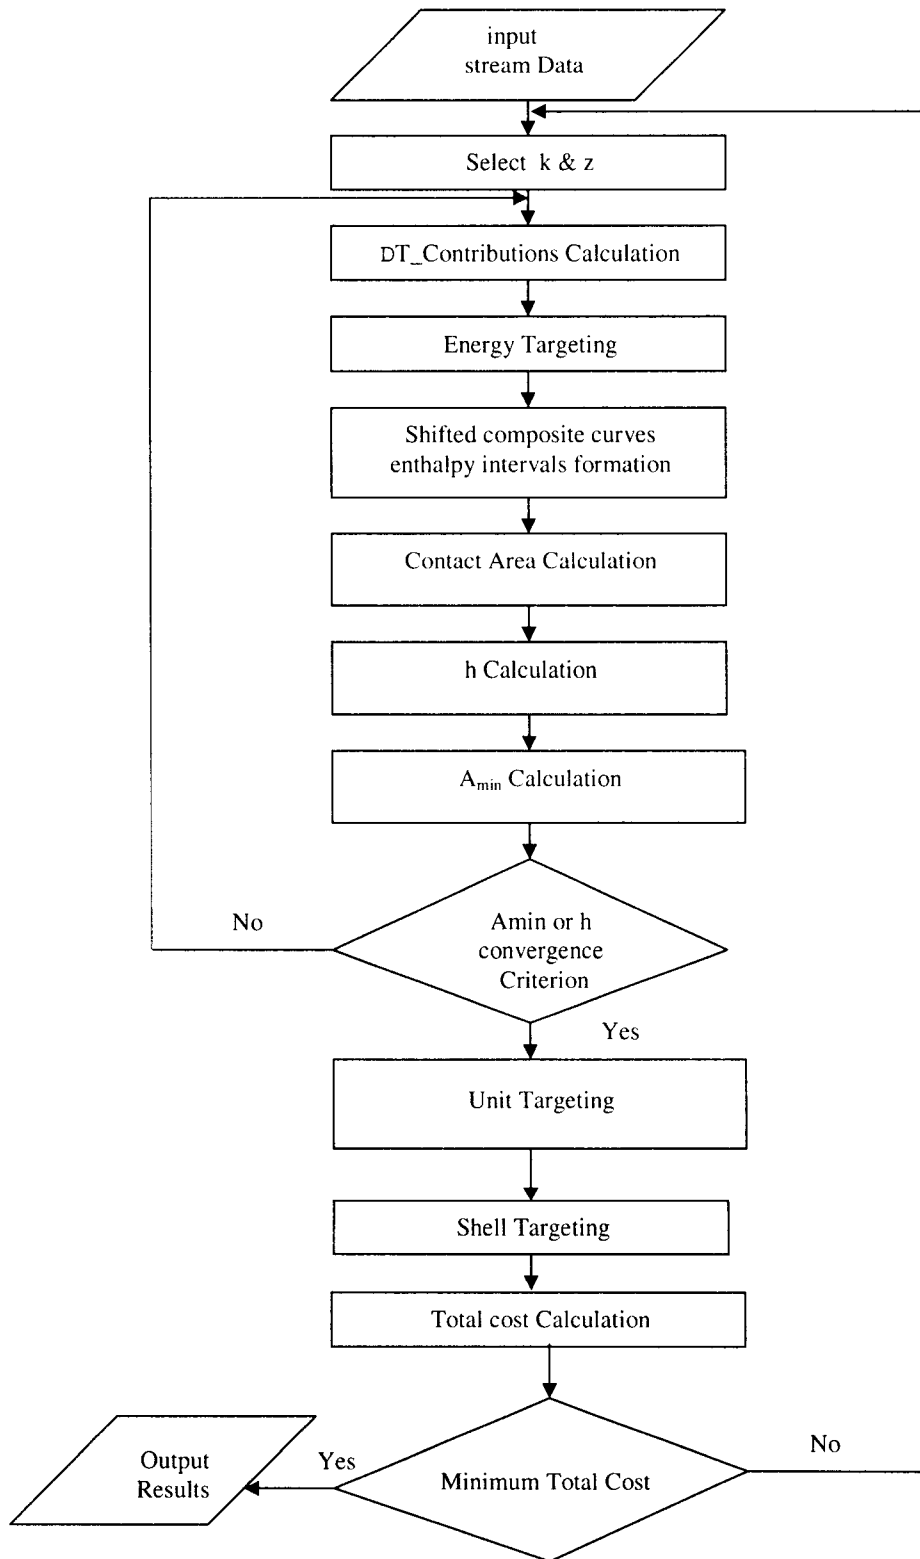 input
stream Data
Select k & z
DT_Contributions Calculation
Energy Targeting
Shifted composite curves
enthalpy intervals formation
Contact Area Calculation
h Calculation
Amin Calculation
No
Amin or h
convergence
Criterion
Yes
Unit Targeting
Shell Targeting
Total cost Calculation
Output
Results
Yes
Minimum Total Cost
No